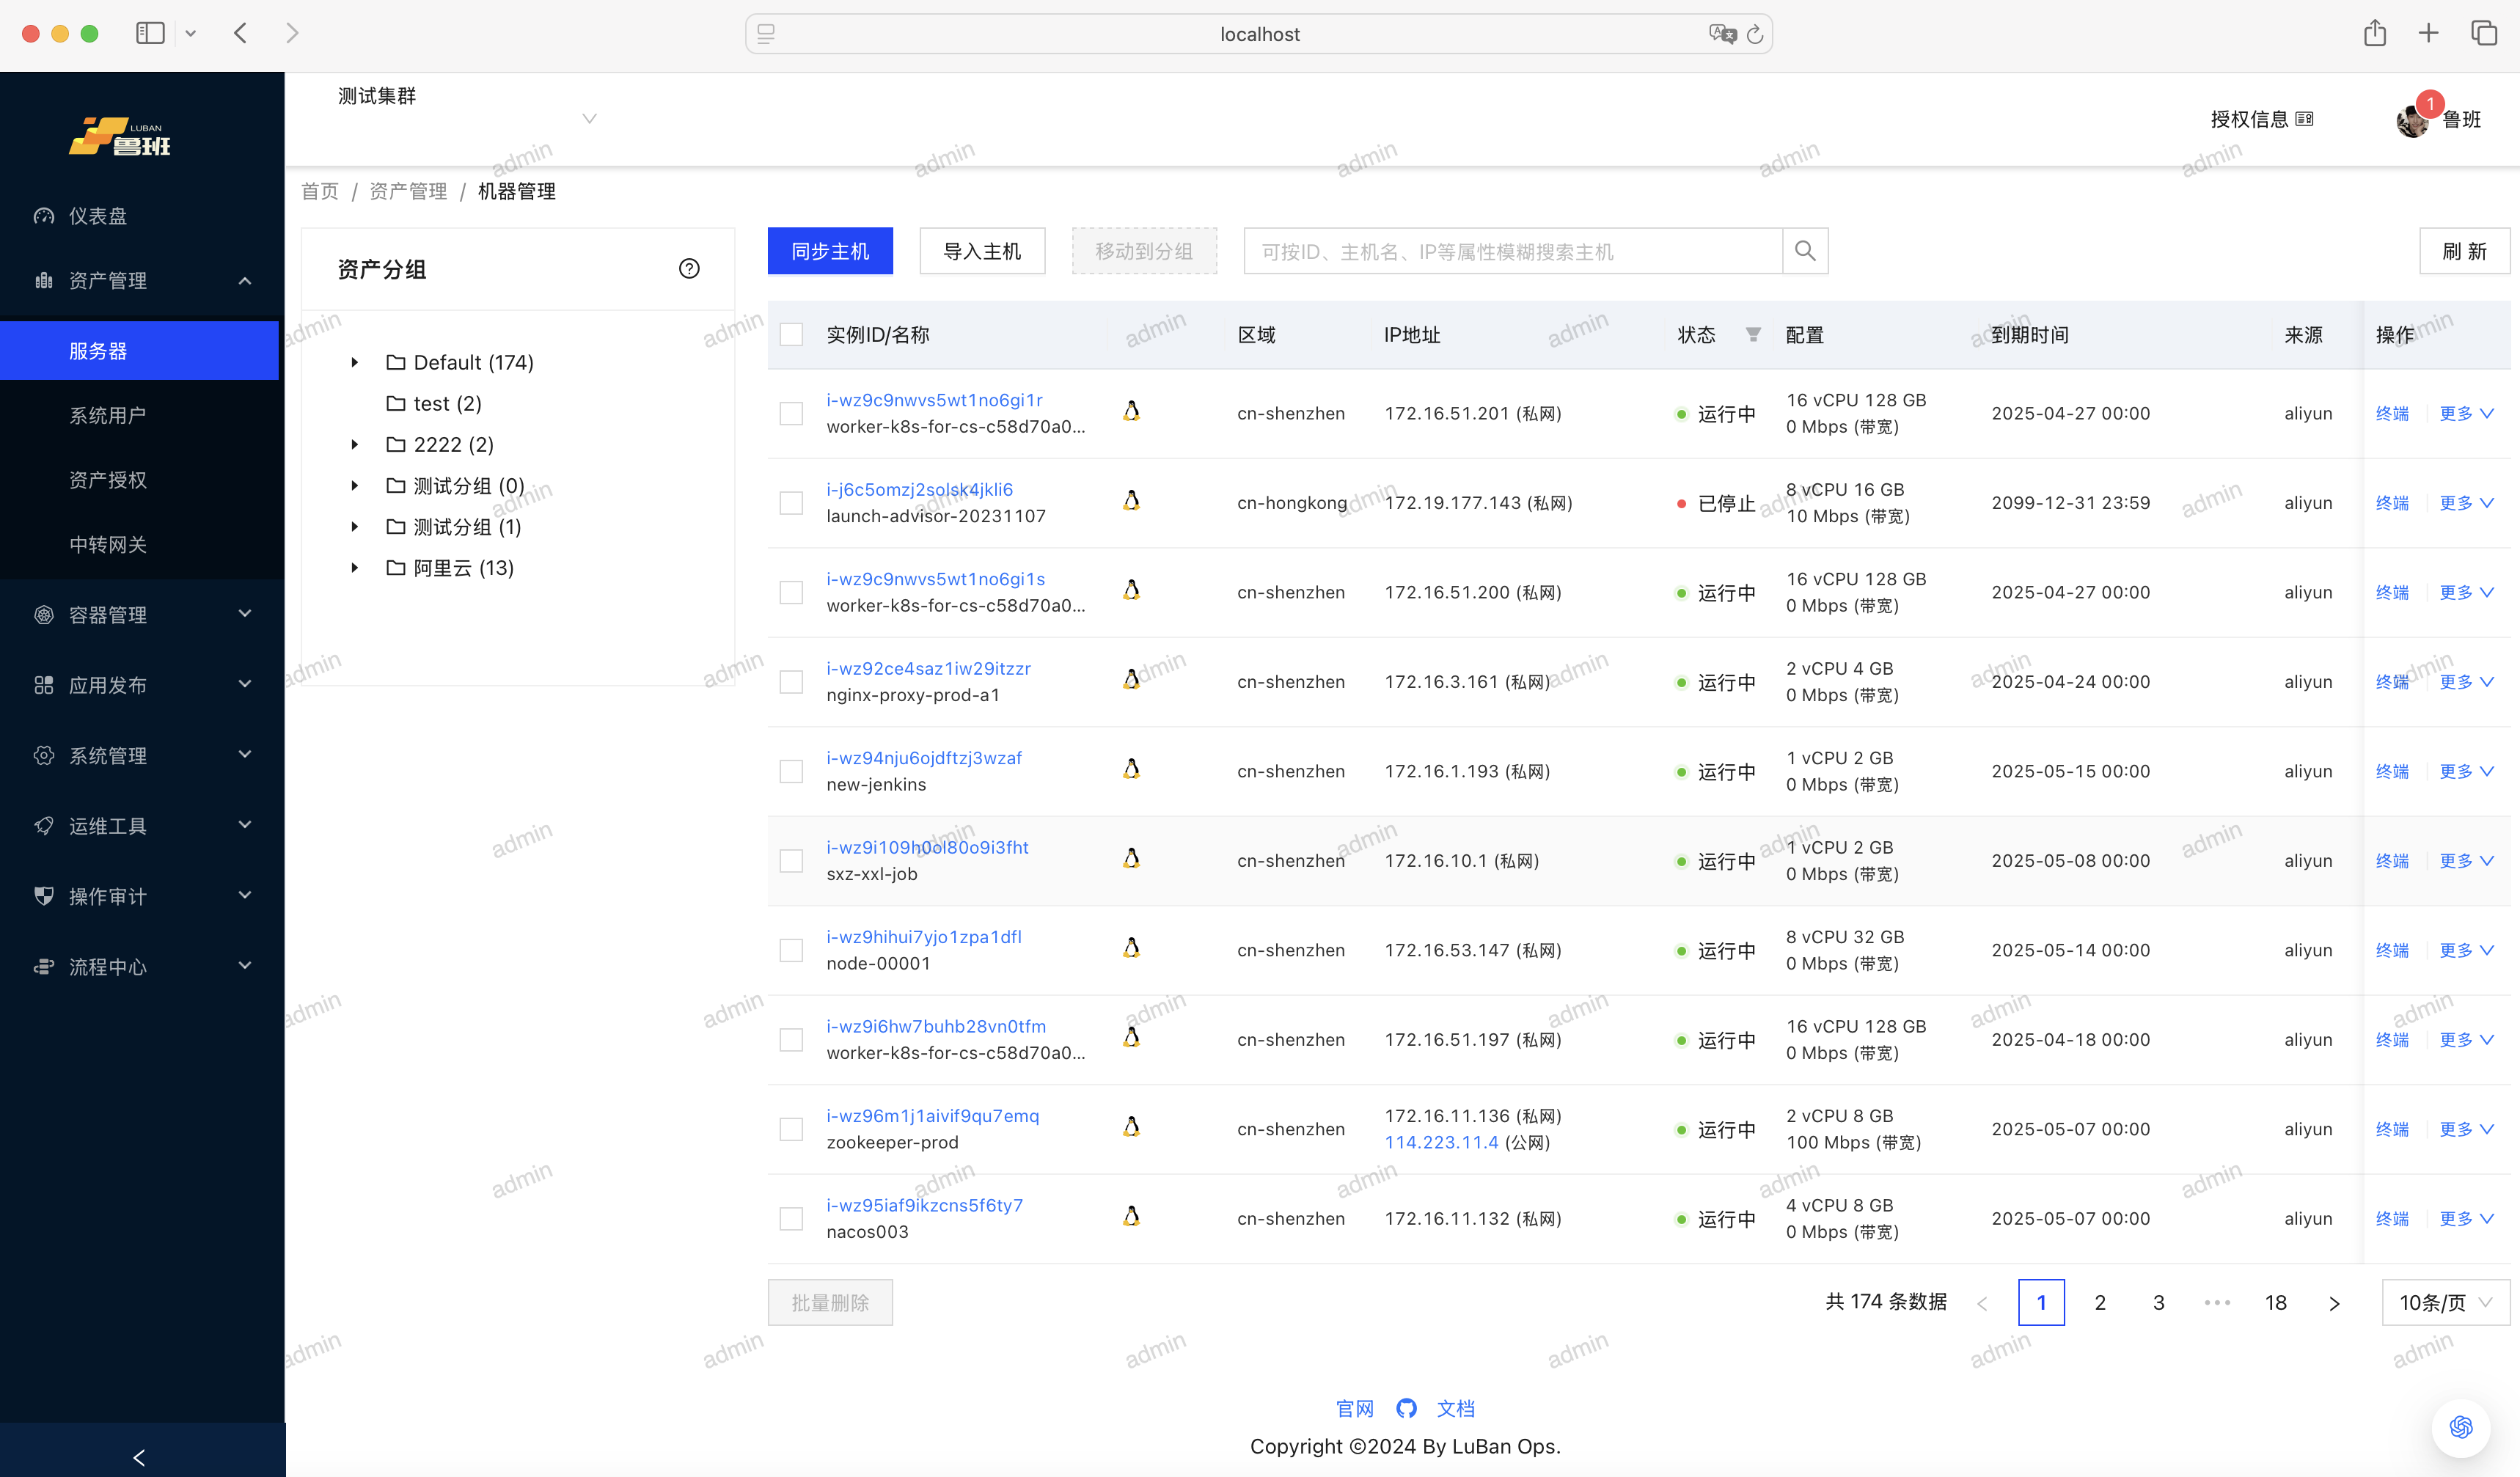 localhost
LUBAN
鲁班
测试集群
授权信息
1
鲁班
仪表盘
资产管理
服务器
系统用户
资产授权
中转网关
容器管理
应用发布
系统管理
运维工具
操作审计
流程中心
首页 / 资产管理 / 机器管理
资产分组
Default (174)
test (2)
2222 (2)
测试分组 (0)
测试分组 (1)
阿里云 (13)
同步主机 导入主机 移动到分组 可按ID、主机名、IP等属性模糊搜索主机 刷 新
实例ID/名称 区域 IP地址 状态 配置 到期时间 来源 操作
i-wz9c9nwvs5wt1no6gi1r
worker-k8s-for-cs-c58d70a0...
cn-shenzhen 172.16.51.201 (私网) 运行中
16 vCPU 128 GB
0 Mbps (带宽)
2025-04-27 00:00 aliyun 终端 更多
i-j6c5omzj2solsk4jkli6
launch-advisor-20231107
cn-hongkong 172.19.177.143 (私网) 已停止
8 vCPU 16 GB
10 Mbps (带宽)
2099-12-31 23:59 aliyun 终端 更多
i-wz9c9nwvs5wt1no6gi1s
worker-k8s-for-cs-c58d70a0...
cn-shenzhen 172.16.51.200 (私网) 运行中
16 vCPU 128 GB
0 Mbps (带宽)
2025-04-27 00:00 aliyun 终端 更多
i-wz92ce4saz1iw29itzzr
nginx-proxy-prod-a1
cn-shenzhen 172.16.3.161 (私网) 运行中
2 vCPU 4 GB
0 Mbps (带宽)
2025-04-24 00:00 aliyun 终端 更多
i-wz94nju6ojdftzj3wzaf
new-jenkins
cn-shenzhen 172.16.1.193 (私网) 运行中
1 vCPU 2 GB
0 Mbps (带宽)
2025-05-15 00:00 aliyun 终端 更多
i-wz9i109h0ol80o9i3fht
sxz-xxl-job
cn-shenzhen 172.16.10.1 (私网) 运行中
1 vCPU 2 GB
0 Mbps (带宽)
2025-05-08 00:00 aliyun 终端 更多
i-wz9hihui7yjo1zpa1dfl
node-00001
cn-shenzhen 172.16.53.147 (私网) 运行中
8 vCPU 32 GB
0 Mbps (带宽)
2025-05-14 00:00 aliyun 终端 更多
i-wz9i6hw7buhb28vn0tfm
worker-k8s-for-cs-c58d70a0...
cn-shenzhen 172.16.51.197 (私网) 运行中
16 vCPU 128 GB
0 Mbps (带宽)
2025-04-18 00:00 aliyun 终端 更多
i-wz96m1j1aivif9qu7emq
zookeeper-prod
cn-shenzhen
172.16.11.136 (私网)
114.223.11.4 (公网)
运行中
2 vCPU 8 GB
100 Mbps (带宽)
2025-05-07 00:00 aliyun 终端 更多
i-wz95iaf9ikzcns5f6ty7
nacos003
cn-shenzhen 172.16.11.132 (私网) 运行中
4 vCPU 8 GB
0 Mbps (带宽)
2025-05-07 00:00 aliyun 终端 更多
批量删除 共 174 条数据 1 2 3 ••• 18 10条/页
官网 文档
Copyright ©2024 By LuBan Ops.
admin